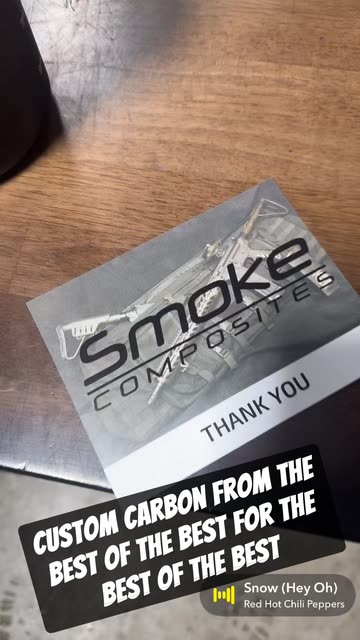 Smoke
COMPOSITES
THANK YOU
CUSTOM CARBON FROM THE
BEST OF THE BEST FOR THE
BEST OF THE BEST
Snow (Hey Oh)
Red Hot Chili Peppers